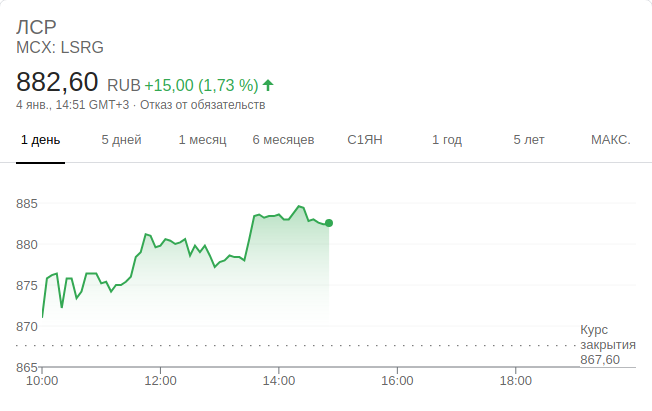 ЛСР
MCX: LSRG
882,60 RUB +15,00 (1,73 %)
4 янв., 14:51 GMT+3 · Отказ от обязательств
1 день 5 дней 1 месяц 6 месяцев С1ЯН 1 год 5 лет МАКС.
885
880
875
870
Курс
закрытия
867,60
865
10:00 12:00 14:00 16:00 18:00